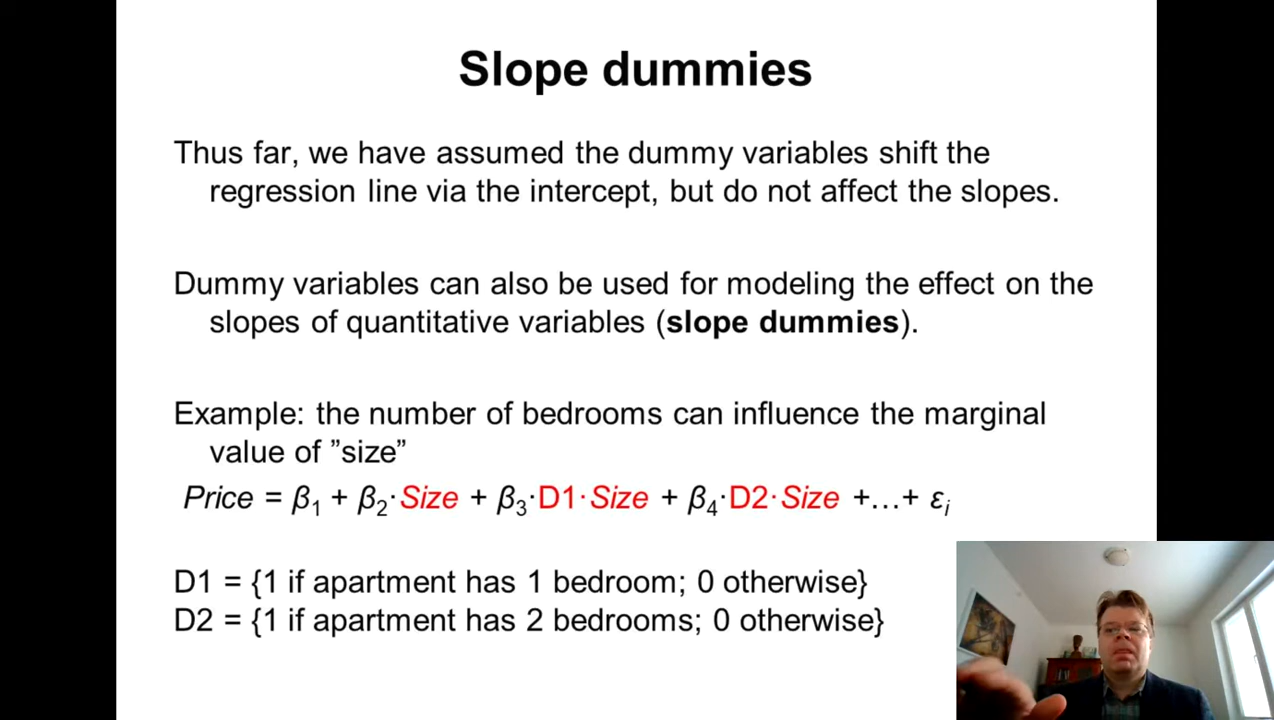 Slope dummies
Thus far, we have assumed the dummy variables shift the
regression line via the intercept, but do not affect the slopes.
Dummy variables can also be used for modeling the effect on the
slopes of quantitative variables (slope dummies).
Example: the number of bedrooms can influence the marginal
value of ”size”
Price = β₁ + β₂·Size + β₃·D1·Size + β₄·D2·Size +…+ εᵢ
D1 = {1 if apartment has 1 bedroom; 0 otherwise}
D2 = {1 if apartment has 2 bedrooms; 0 otherwise}